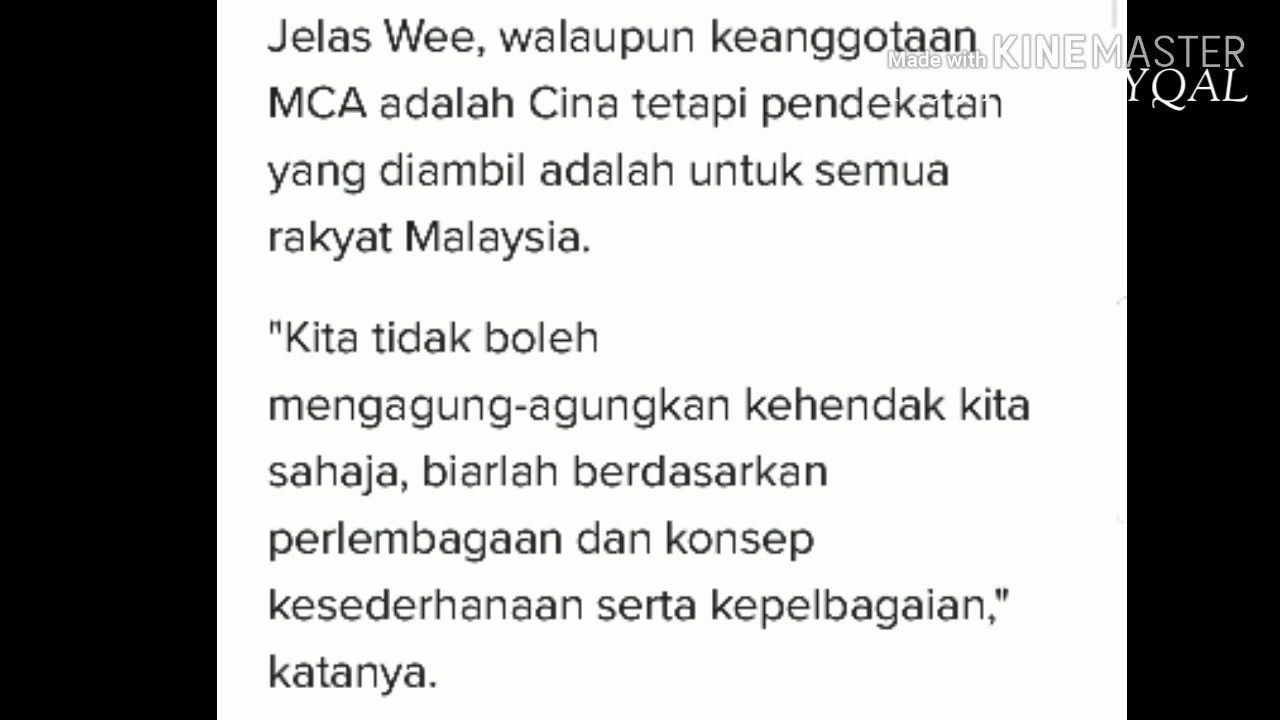 Jelas Wee, walaupun keanggotaan
Made with KINEMASTER
MCA adalah Cina tetapi pendekatan
YQAL
yang diambil adalah untuk semua
rakyat Malaysia.
"Kita tidak boleh
mengagung-agungkan kehendak kita
sahaja, biarlah berdasarkan
perlembagaan dan konsep
kesederhanaan serta kepelbagaian,"
katanya.